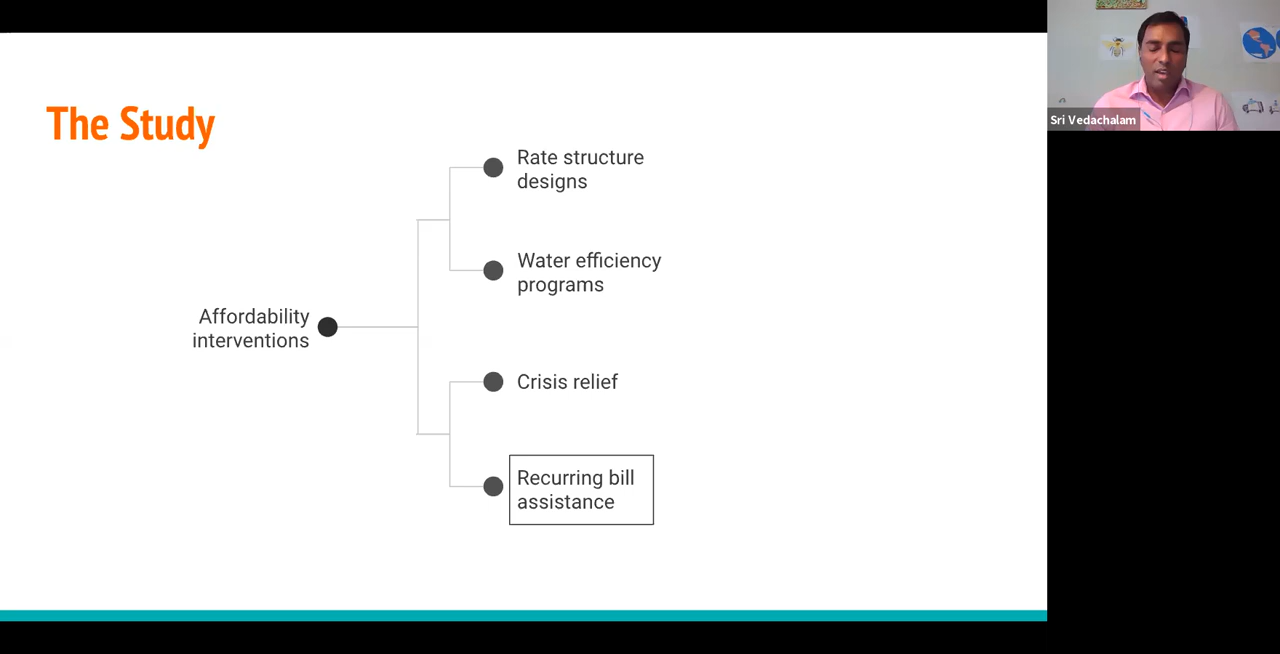 The Study
Rate structure
designs
Water efficiency
programs
Affordability
interventions
Crisis relief
Recurring bill
assistance
Sri Vedachalam